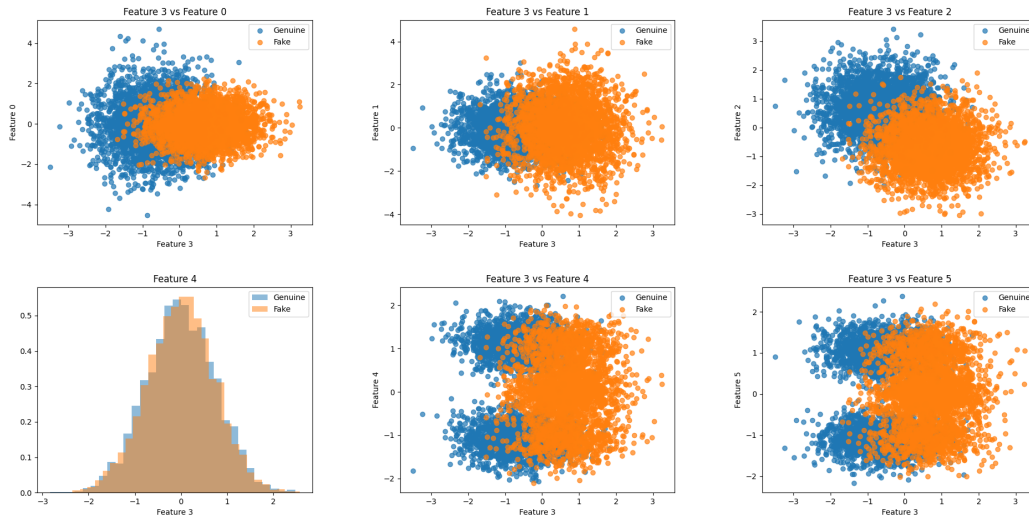 Feature 3 vs Feature 0
Genuine
Fake
4
2
0
−2
−4
Feature 0
−3 −2 −1 0 1 2 3
Feature 3
Feature 3 vs Feature 1
Genuine
Fake
4
2
0
−2
−4
Feature 1
−3 −2 −1 0 1 2 3
Feature 3
Feature 3 vs Feature 2
Genuine
Fake
3
2
1
0
−1
−2
−3
Feature 2
−3 −2 −1 0 1 2 3
Feature 3
Feature 4
Genuine
Fake
0.5
0.4
0.3
0.2
0.1
0.0
−3 −2 −1 0 1 2
Feature 3
Feature 3 vs Feature 4
Genuine
Fake
2
1
0
−1
−2
Feature 4
−3 −2 −1 0 1 2 3
Feature 3
Feature 3 vs Feature 5
Genuine
Fake
2
1
0
−1
−2
Feature 5
−3 −2 −1 0 1 2 3
Feature 3